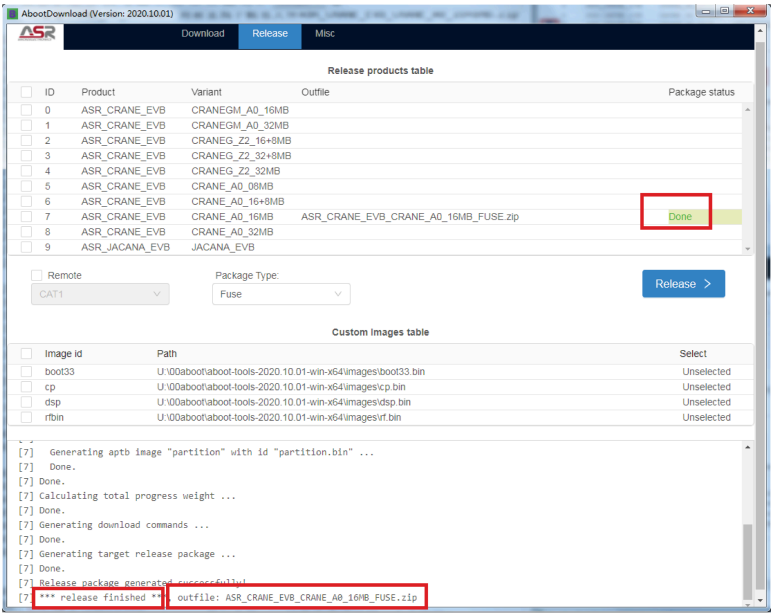 AbootDownload (Version: 2020.10.01)
ASR Download Release Misc
Release products table
ID Product Variant Outfile Package status
0 ASR_CRANE_EVB CRANEGM_A0_16MB
1 ASR_CRANE_EVB CRANEGM_A0_32MB
2 ASR_CRANE_EVB CRANEG_Z2_16+8MB
3 ASR_CRANE_EVB CRANEG_Z2_32+8MB
4 ASR_CRANE_EVB CRANEG_Z2_32MB
5 ASR_CRANE_EVB CRANE_A0_08MB
6 ASR_CRANE_EVB CRANE_A0_16+8MB
7 ASR_CRANE_EVB CRANE_A0_16MB ASR_CRANE_EVB_CRANE_A0_16MB_FUSE.zip Done
8 ASR_CRANE_EVB CRANE_A0_32MB
9 ASR_JACANA_EVB JACANA_EVB
Remote Package Type:
CAT1 Fuse Release >
Custom Images table
Image id Path Select
boot33 U:\00aboot\aboot-tools-2020.10.01-win-x64\images\boot33.bin Unselected
cp U:\00aboot\aboot-tools-2020.10.01-win-x64\images\cp.bin Unselected
dsp U:\00aboot\aboot-tools-2020.10.01-win-x64\images\dsp.bin Unselected
rfbin U:\00aboot\aboot-tools-2020.10.01-win-x64\images\rf.bin Unselected
[7] Generating aptb image "partition" with id "partition.bin" ...
[7] Done.
[7] Done.
[7] Calculating total progress weight ...
[7] Done.
[7] Generating download commands ...
[7] Done.
[7] Generating target release package ...
[7] Done.
[7] Release package generated successfully!
[7] *** release finished ***, outfile: ASR_CRANE_EVB_CRANE_A0_16MB_FUSE.zip